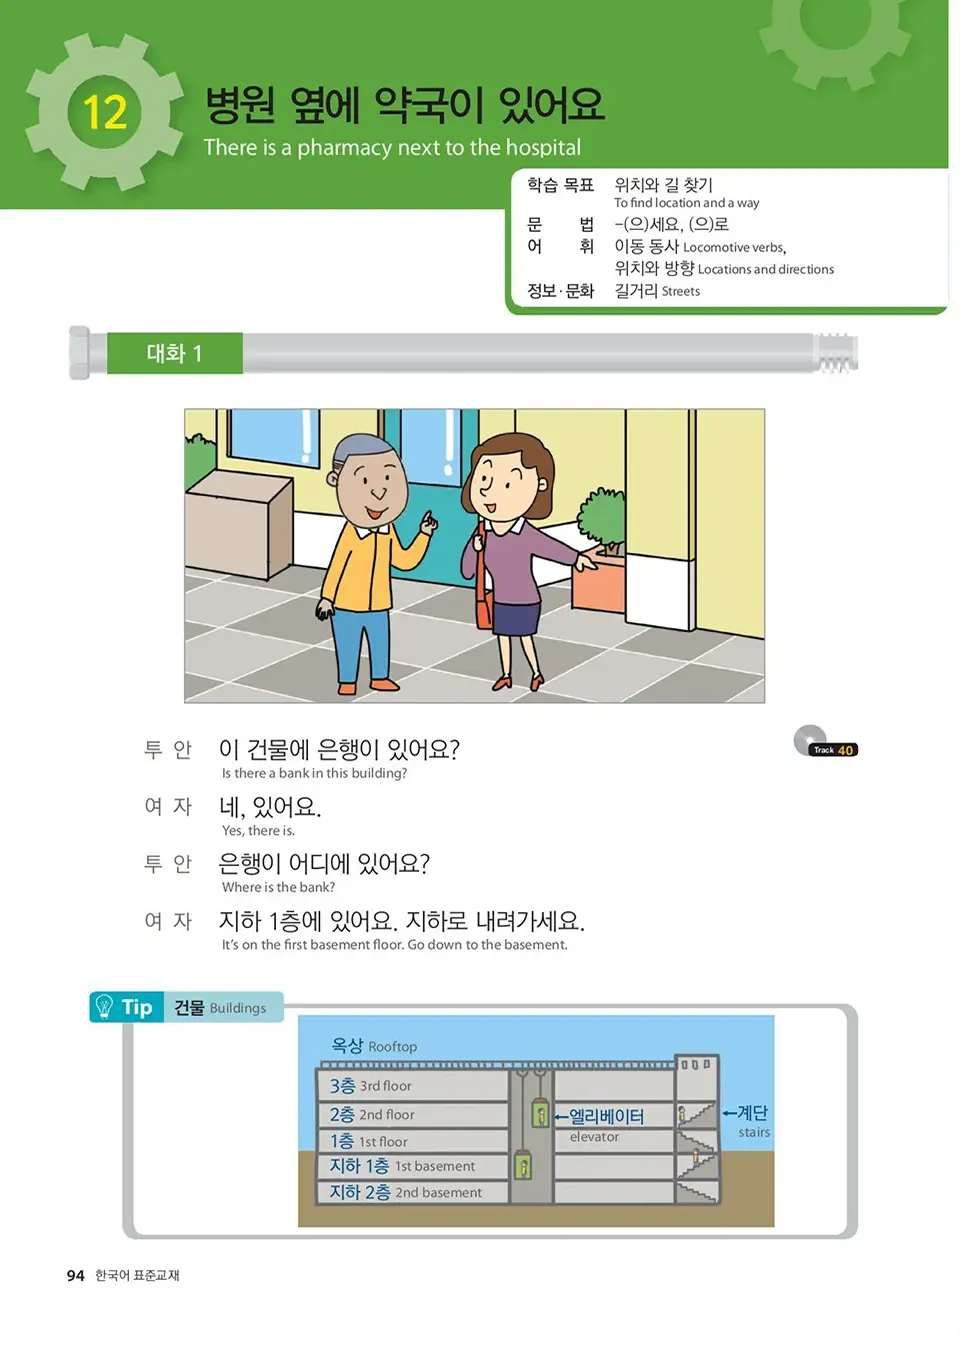 12
병원 옆에 약국이 있어요
There is a pharmacy next to the hospital
학습 목표 위치와 길 찾기
To find location and a way
문 법 -(으)세요, (으)로
어 휘 이동 동사 Locomotive verbs,
위치와 방향 Locations and directions
정보·문화 길거리 Streets
대화 1
Track 40
투 안 이 건물에 은행이 있어요?
Is there a bank in this building?
여 자 네, 있어요.
Yes, there is.
투 안 은행이 어디에 있어요?
Where is the bank?
여 자 지하 1층에 있어요. 지하로 내려가세요.
It's on the first basement floor. Go down to the basement.
Tip 건물 Buildings
옥상 Rooftop
3층 3rd floor
2층 2nd floor
1층 1st floor
지하 1층 1st basement
지하 2층 2nd basement
←엘리베이터
elevator
←계단
stairs
94 한국어 표준교재